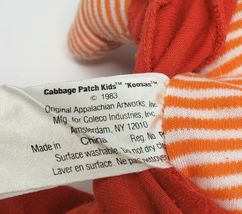 Cabbage Patch Kids™ "Koosas"™
© 1983
Original Appalachian Artworks, Inc.
Mfg. for Coleco Industries, Inc.
Amsterdam, NY 12010
Made in China Reg. No. P
Surface washable. Do not dry
Laver en surface. Ne pas nettoyer